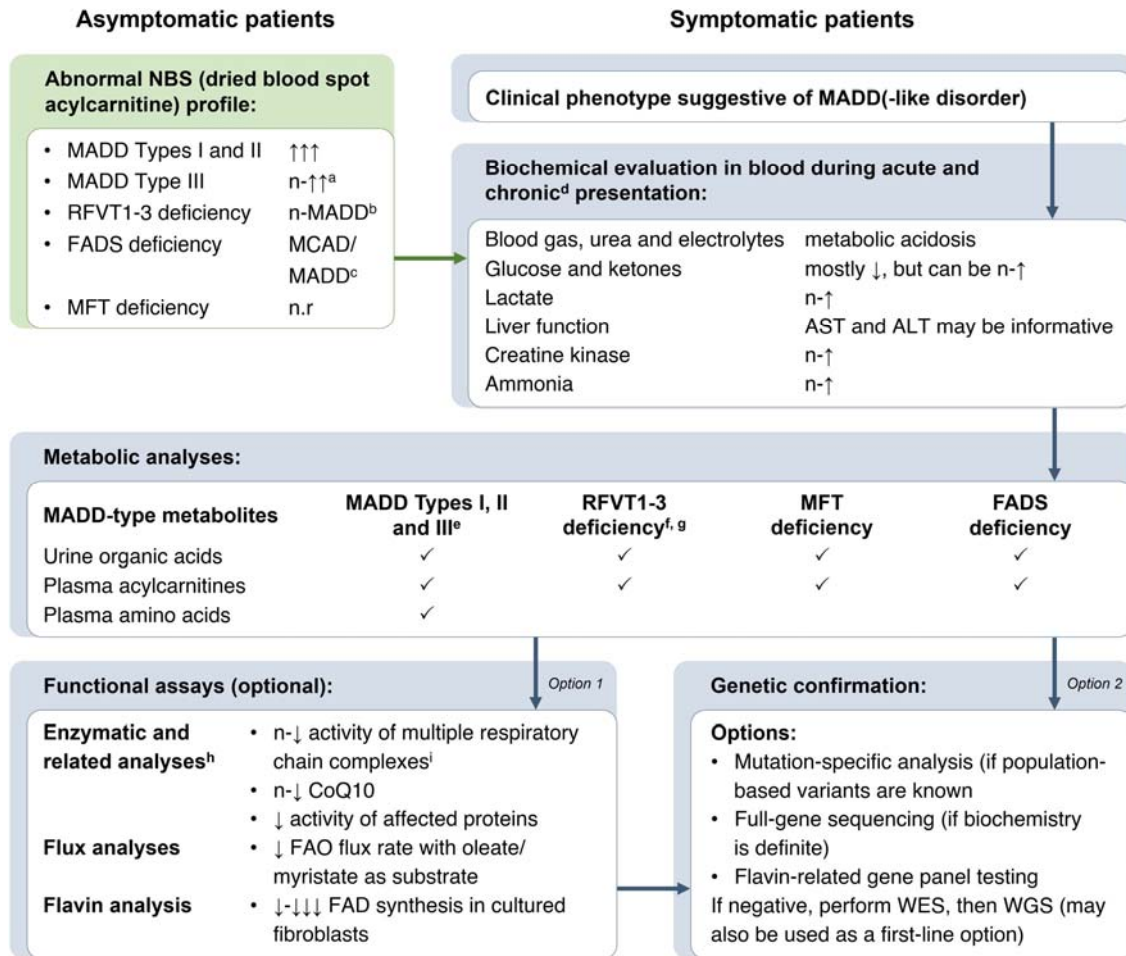 Asymptomatic patients
Symptomatic patients
Abnormal NBS (dried blood spot
acylcarnitine) profile:
• MADD Types I and II ↑↑↑
• MADD Type III n-↑↑ᵃ
• RFVT1-3 deficiency n-MADDᵇ
• FADS deficiency MCAD/
MADDᶜ
• MFT deficiency n.r
Clinical phenotype suggestive of MADD(-like disorder)
Biochemical evaluation in blood during acute and
chronicᵈ presentation:
Blood gas, urea and electrolytes metabolic acidosis
Glucose and ketones mostly ↓, but can be n-↑
Lactate n-↑
Liver function AST and ALT may be informative
Creatine kinase n-↑
Ammonia n-↑
Metabolic analyses:
MADD-type metabolites
MADD Types I, II
and IIIᵉ
RFVT1-3
deficiencyᶠ, ᵍ
MFT
deficiency
FADS
deficiency
Urine organic acids ✓ ✓ ✓ ✓
Plasma acylcarnitines ✓ ✓ ✓ ✓
Plasma amino acids ✓
Functional assays (optional):
Option 1
Enzymatic and
related analysesʰ
• n-↓ activity of multiple respiratory
chain complexesⁱ
• n-↓ CoQ10
• ↓ activity of affected proteins
Flux analyses • ↓ FAO flux rate with oleate/
myristate as substrate
Flavin analysis • ↓-↓↓↓ FAD synthesis in cultured
fibroblasts
Genetic confirmation:
Option 2
Options:
• Mutation-specific analysis (if population-
based variants are known
• Full-gene sequencing (if biochemistry
is definite)
• Flavin-related gene panel testing
If negative, perform WES, then WGS (may
also be used as a first-line option)